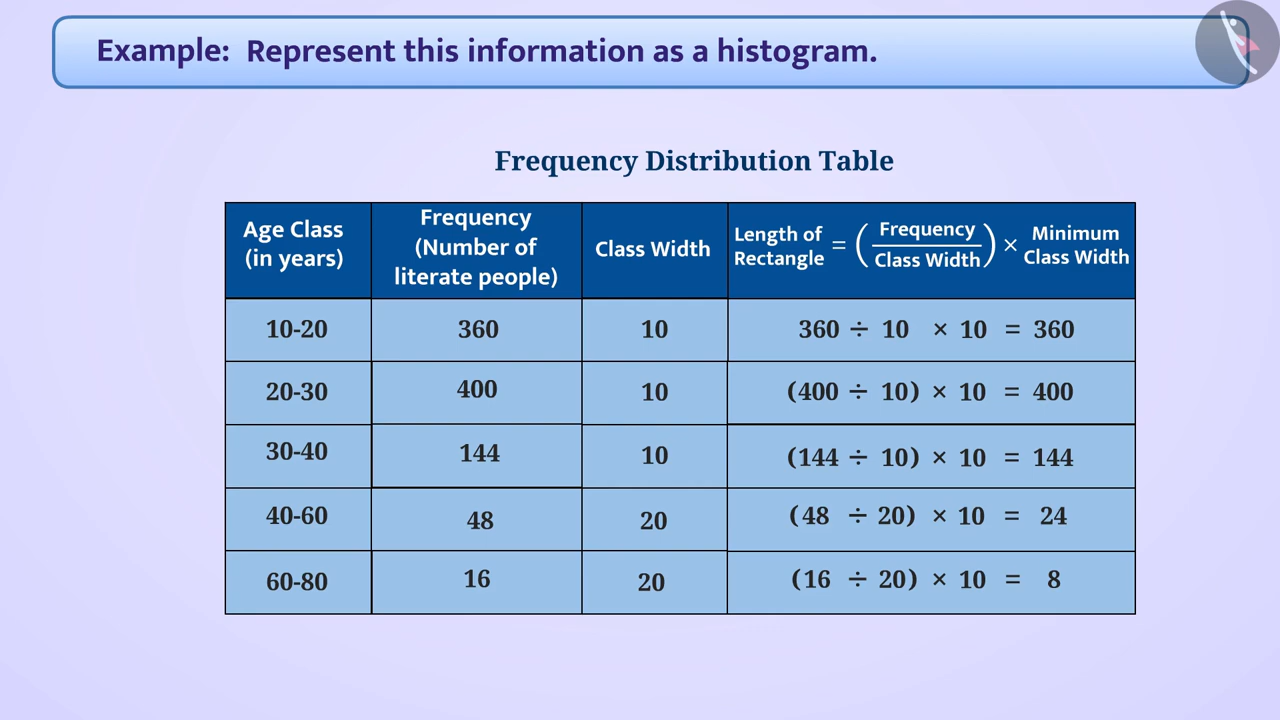 Example: Represent this information as a histogram.
Frequency Distribution Table
Age Class
(in years)
Frequency
(Number of
literate people)
Class Width
Length of
Rectangle
=
(Frequency
Class Width)
×
Minimum
Class Width
10-20 360 10 360 ÷ 10 × 10 = 360
20-30 400 10 (400 ÷ 10) × 10 = 400
30-40 144 10 (144 ÷ 10) × 10 = 144
40-60 48 20 (48 ÷ 20) × 10 = 24
60-80 16 20 (16 ÷ 20) × 10 = 8